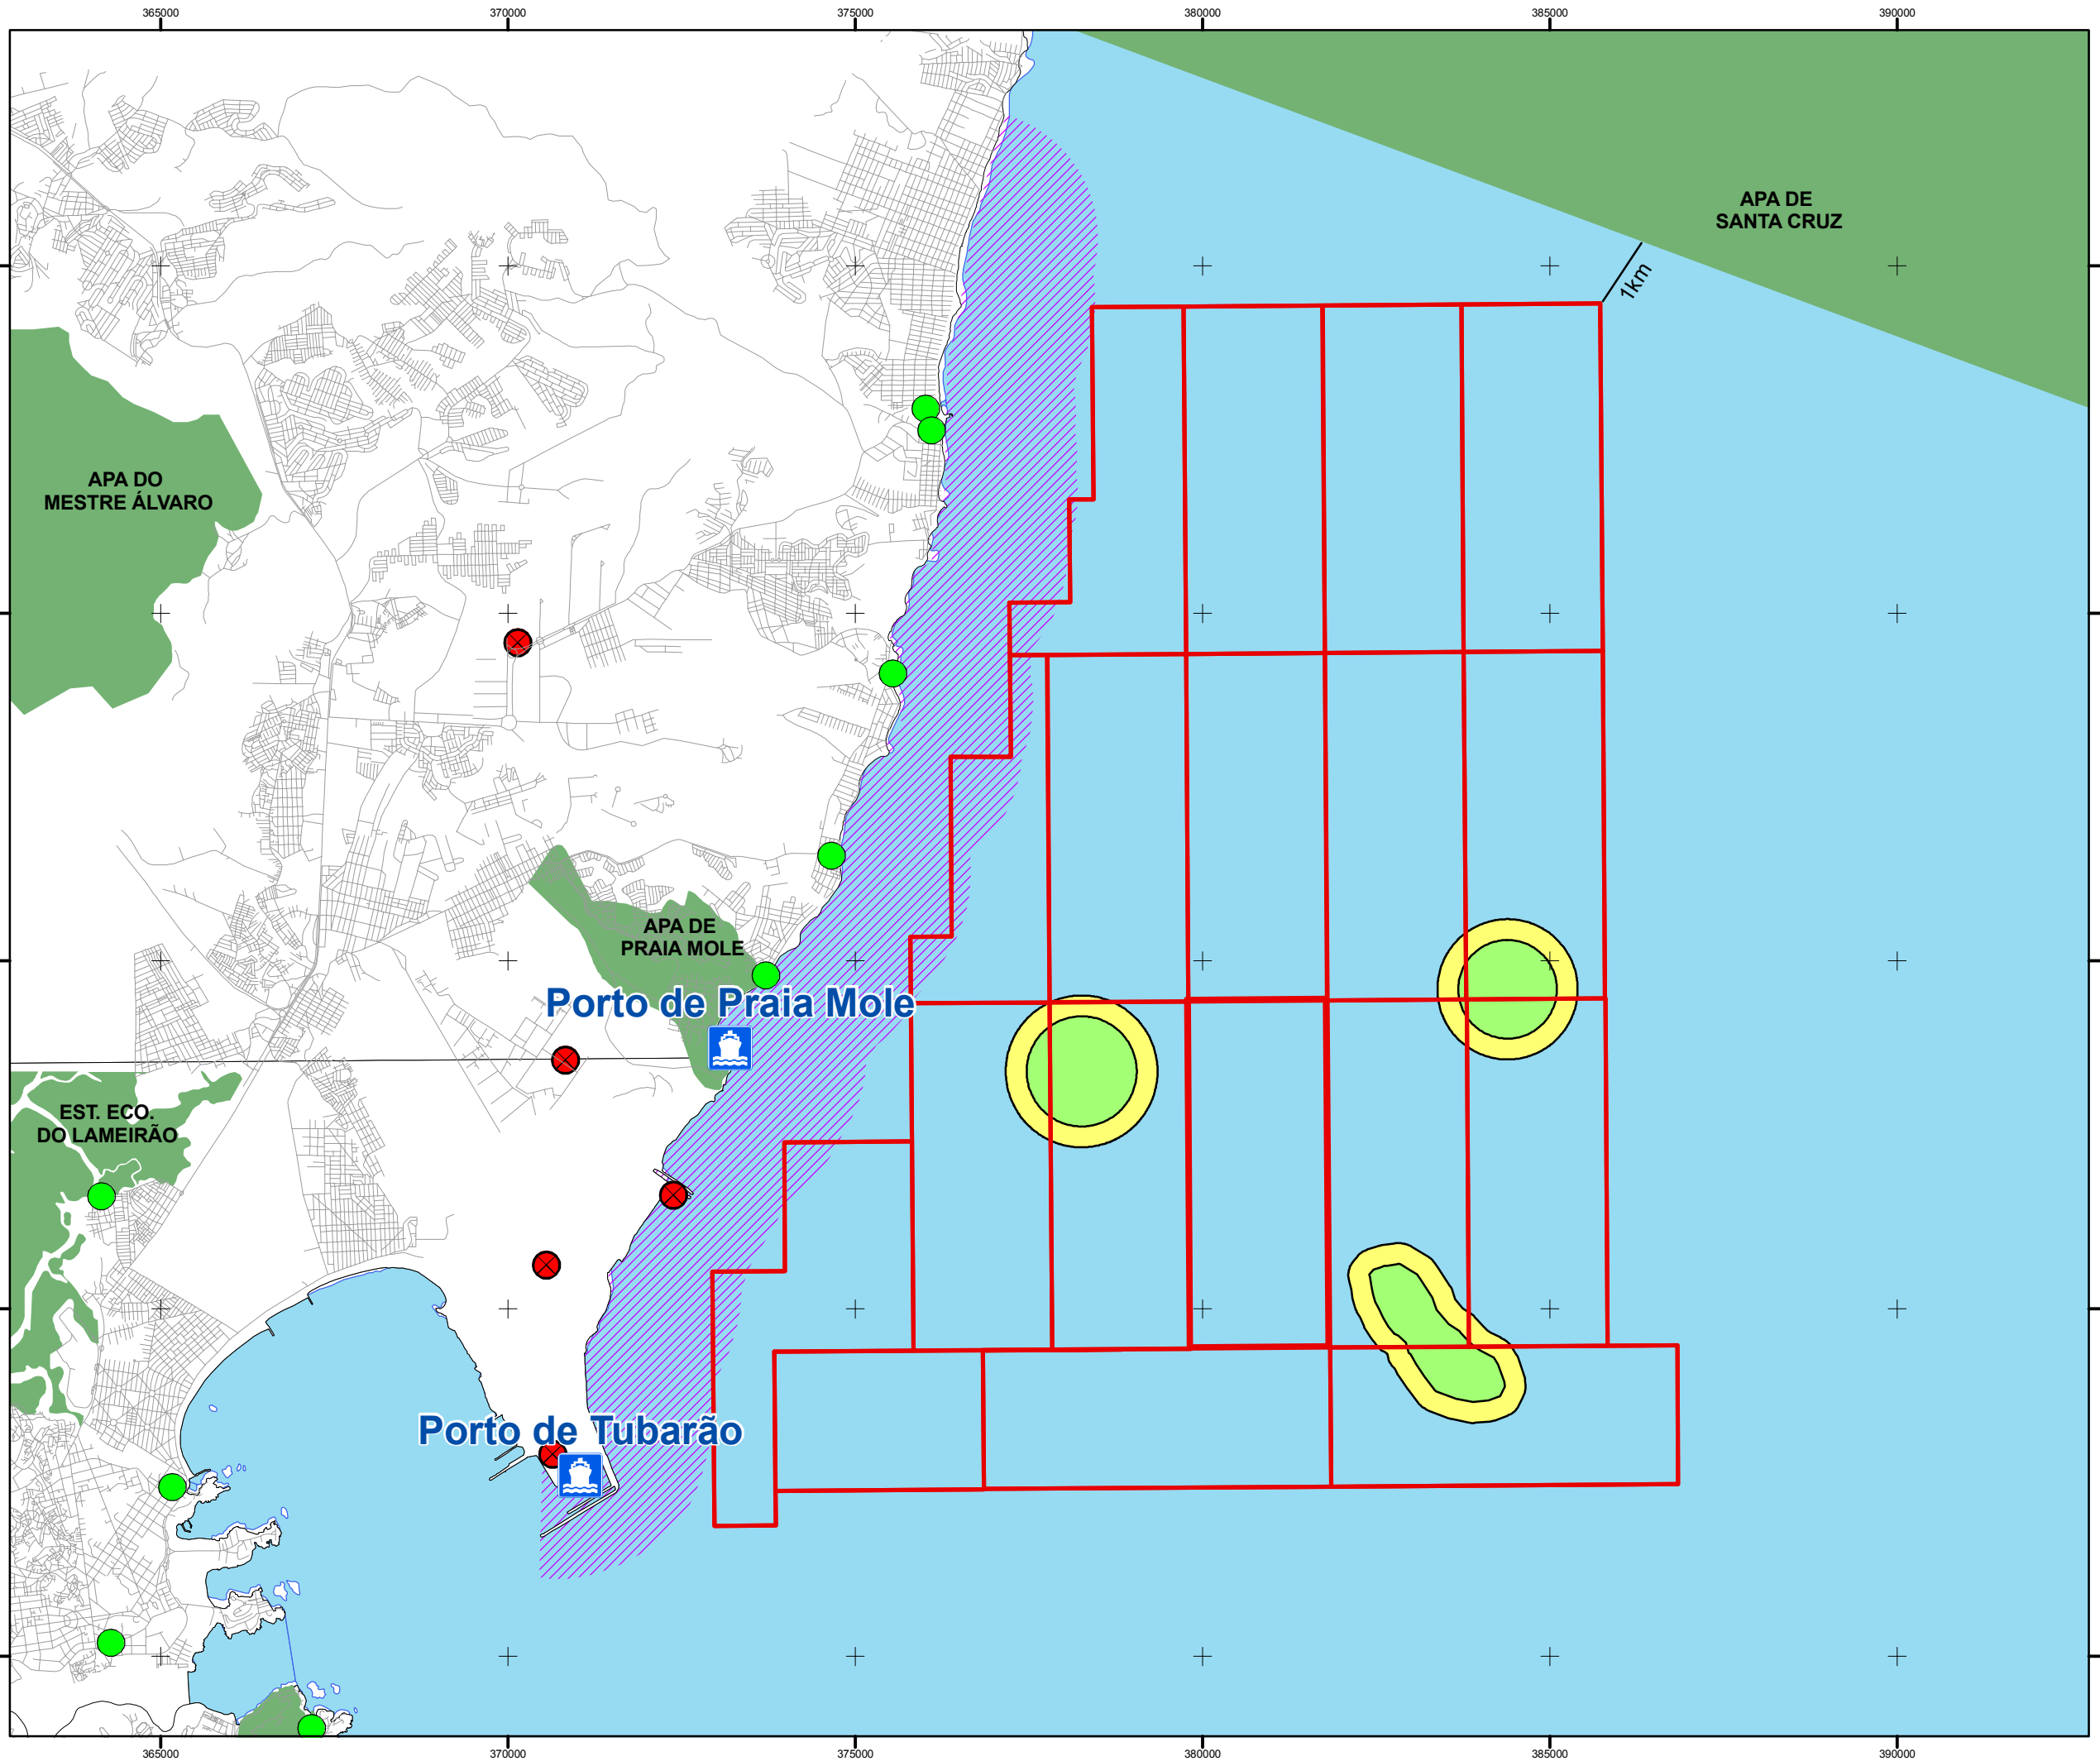 365000
370000
375000
380000
385000
390000
APA DE
SANTA CRUZ
1km
APA DO
MESTRE ÁLVARO
APA DE
PRAIA MOLE
Porto de Praia Mole
EST. ECO.
DO LAMEIRÃO
Porto de Tubarão
365000
370000
375000
380000
385000
390000